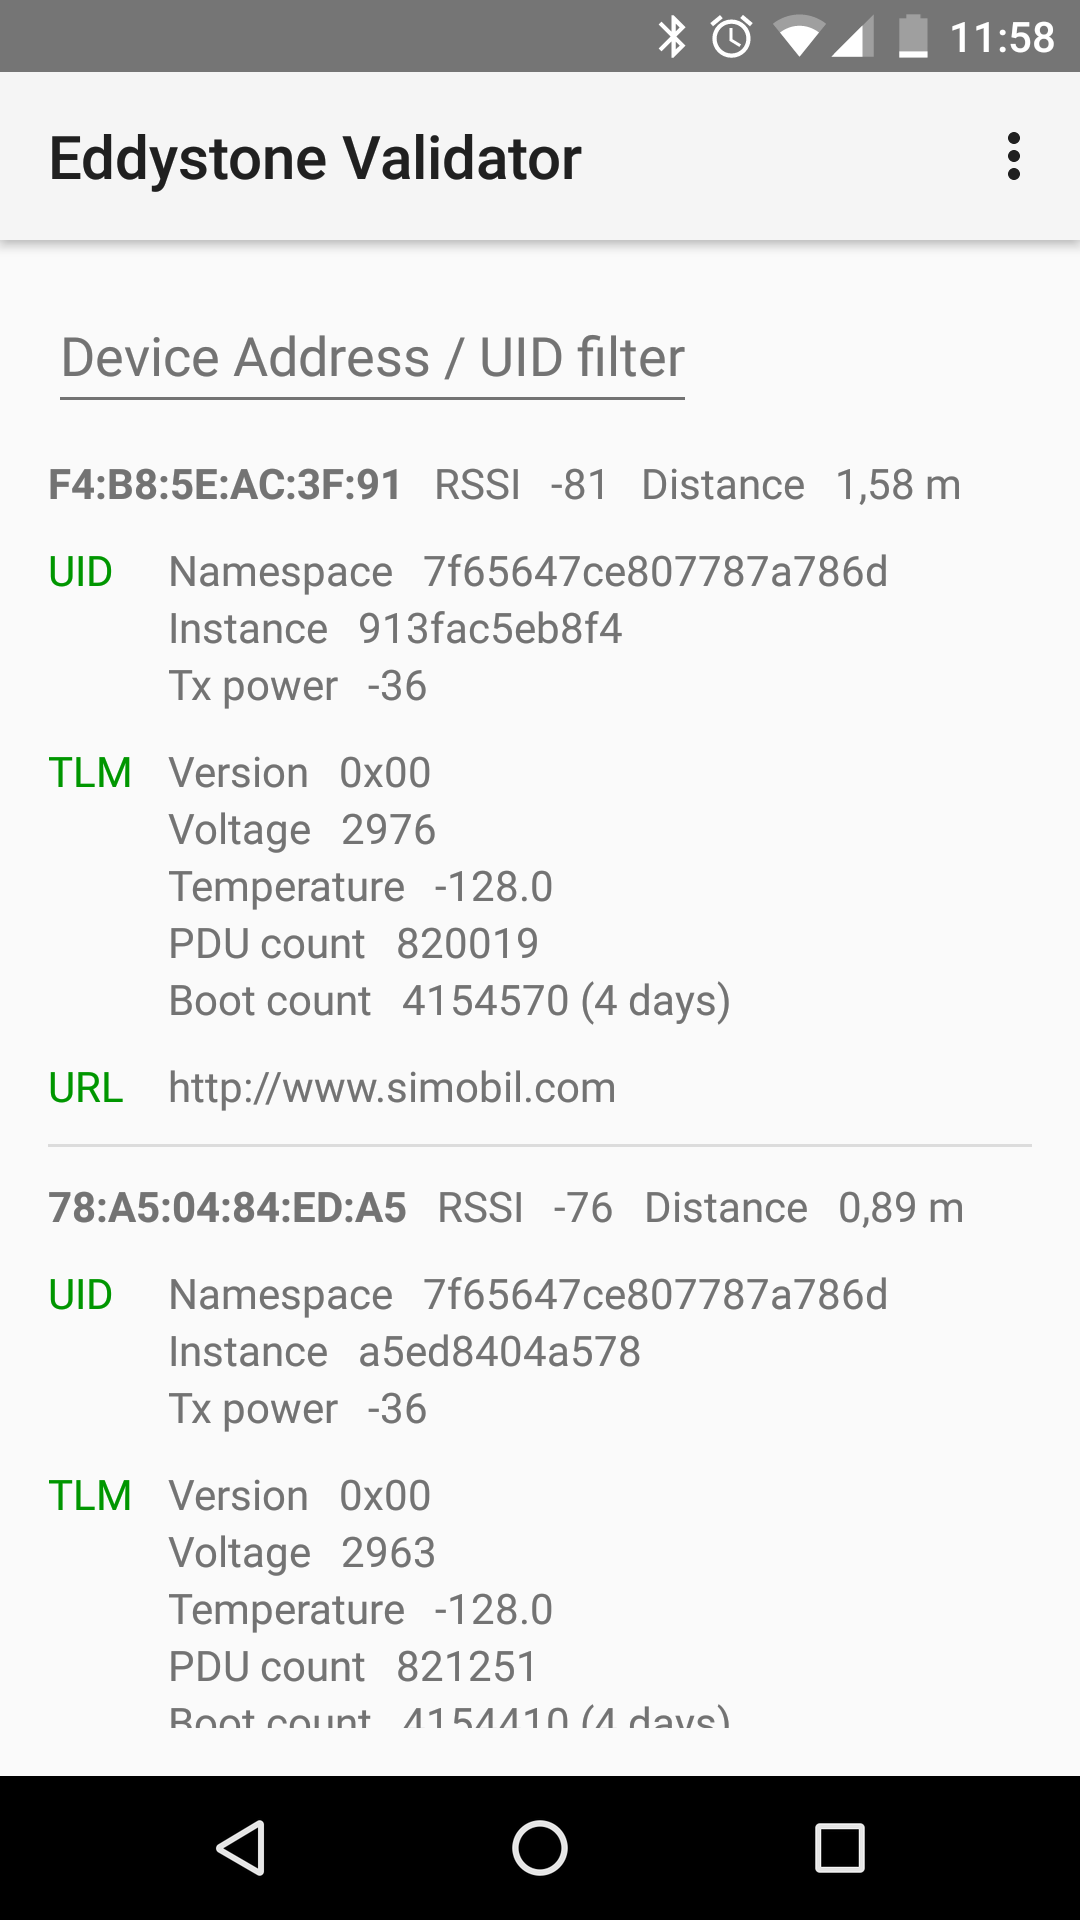 11:58
Eddystone Validator
Device Address / UID filter
F4:B8:5E:AC:3F:91 RSSI -81 Distance 1,58 m
UID Namespace 7f65647ce807787a786d
Instance 913fac5eb8f4
Tx power -36
TLM Version 0x00
Voltage 2976
Temperature -128.0
PDU count 820019
Boot count 4154570 (4 days)
URL http://www.simobil.com
78:A5:04:84:ED:A5 RSSI -76 Distance 0,89 m
UID Namespace 7f65647ce807787a786d
Instance a5ed8404a578
Tx power -36
TLM Version 0x00
Voltage 2963
Temperature -128.0
PDU count 821251
Boot count 4154410 (4 days)